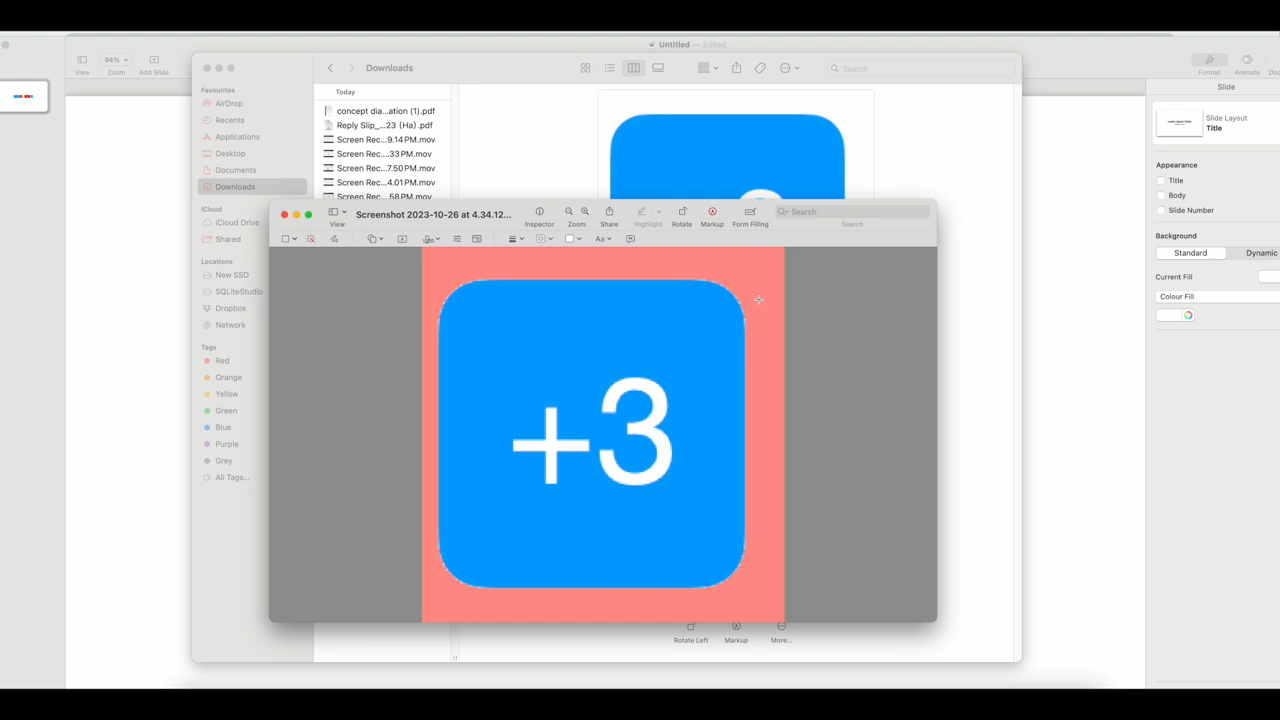 Untitled — Edited
94%
View
Zoom
Add Slide
Format
Animate
Downloads
Search
Slide
Favourites
AirDrop
Recents
Applications
Desktop
Documents
Downloads
iCloud
iCloud Drive
Shared
Locations
New SSD
SQLiteStudio
Dropbox
Network
Tags
Red
Orange
Yellow
Green
Blue
Purple
Grey
All Tags...
Today
concept dia...ation (1).pdf
Reply Slip_...23 (Ha).pdf
Screen Rec...9.14 PM.mov
Screen Rec....33 PM.mov
Screen Rec...7.50 PM.mov
Screen Rec...4.01 PM.mov
Screen Rec....58 PM.mov
Screenshot 2023-10-26 at 4.34.12...
View
Inspector
Zoom
Share
Highlight
Rotate
Markup
Form Filling
Search
Search
Aa
+3
Rotate Left
Markup
More...
Slide Layout
Title
Appearance
Title
Body
Slide Number
Background
Standard
Dynamic
Current Fill
Colour Fill